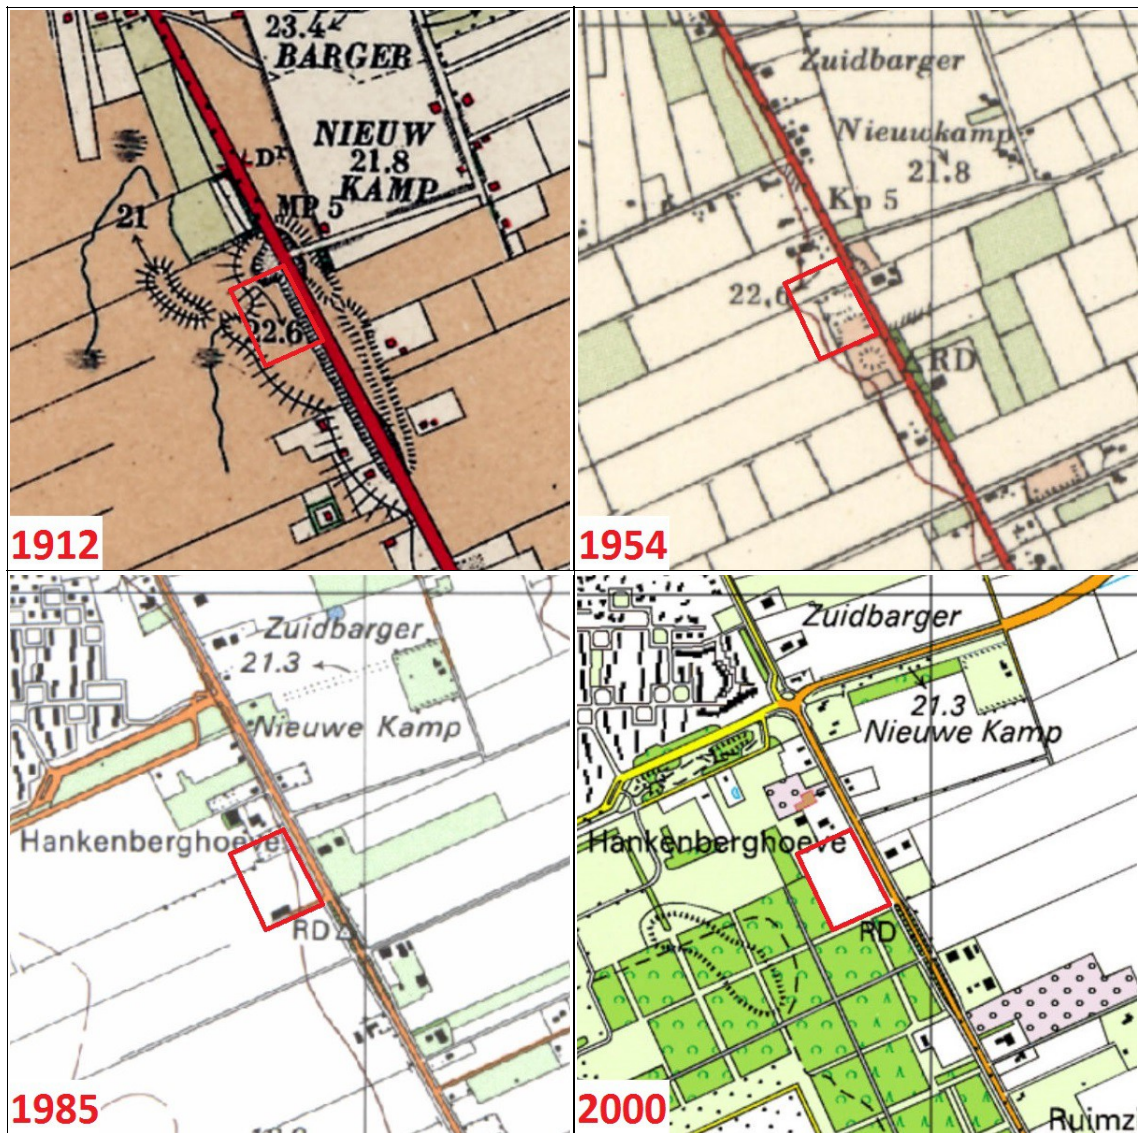 23.4
BARGER
NIEUW
21.8
KAMP
Dr
MP 5
21
22.6
1912
Zuidbarger
Nieuwkamp
21.8
Kp 5
22,6
RD
1954
Zuidbarger
21.3
Nieuwe Kamp
Hankenberghoeve
RD
1985
Zuidbarger
21.3
Nieuwe Kamp
Hankenberghoeve
RD
Ruimz
2000